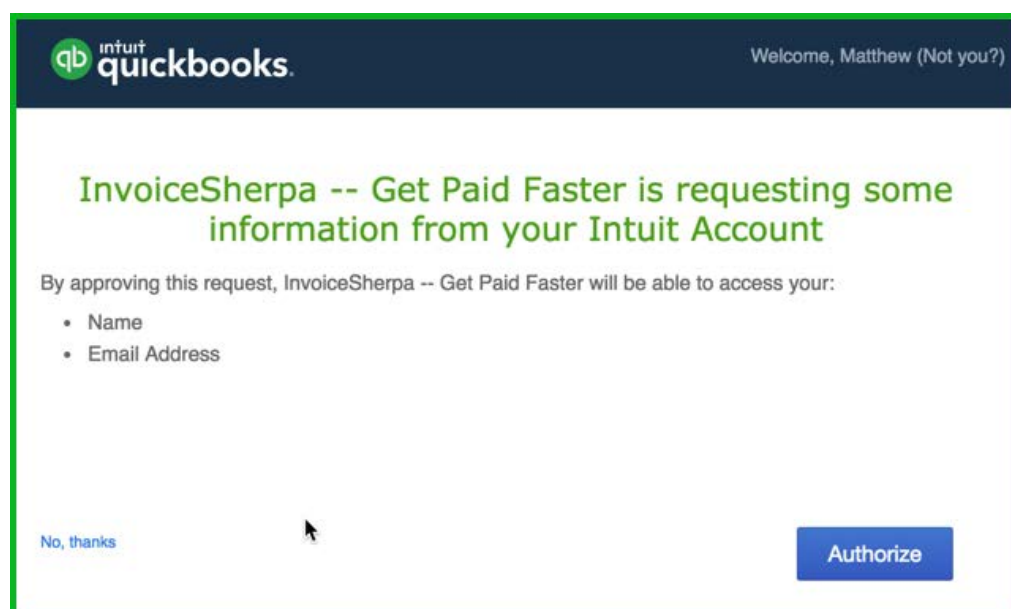 qb intuit quickbooks.
Welcome, Matthew (Not you?)
InvoiceSherpa -- Get Paid Faster is requesting some
information from your Intuit Account
By approving this request, InvoiceSherpa -- Get Paid Faster will be able to access your:
• Name
• Email Address
No, thanks
Authorize